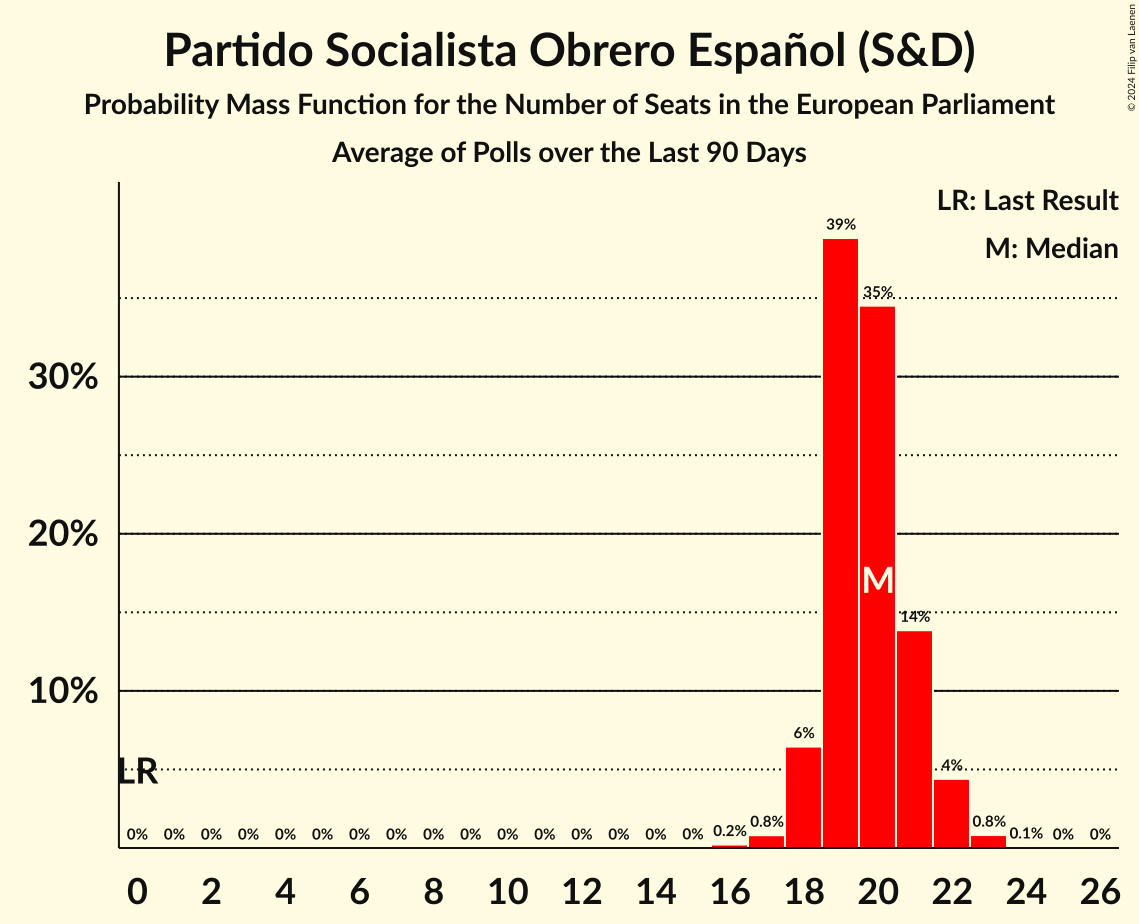 Partido Socialista Obrero Español (S&D)
Probability Mass Function for the Number of Seats in the European Parliament
Average of Polls over the Last 90 Days
© 2024 Filip van Laenen
LR: Last Result
M: Median
39%
35%
30%
20%
M
14%
10%
6%
LR
4%
0% 0% 0% 0% 0% 0% 0% 0% 0% 0% 0% 0% 0% 0% 0% 0% 0.2% 0.8% 0.8% 0.1% 0% 0%
0 2 4 6 8 10 12 14 16 18 20 22 24 26